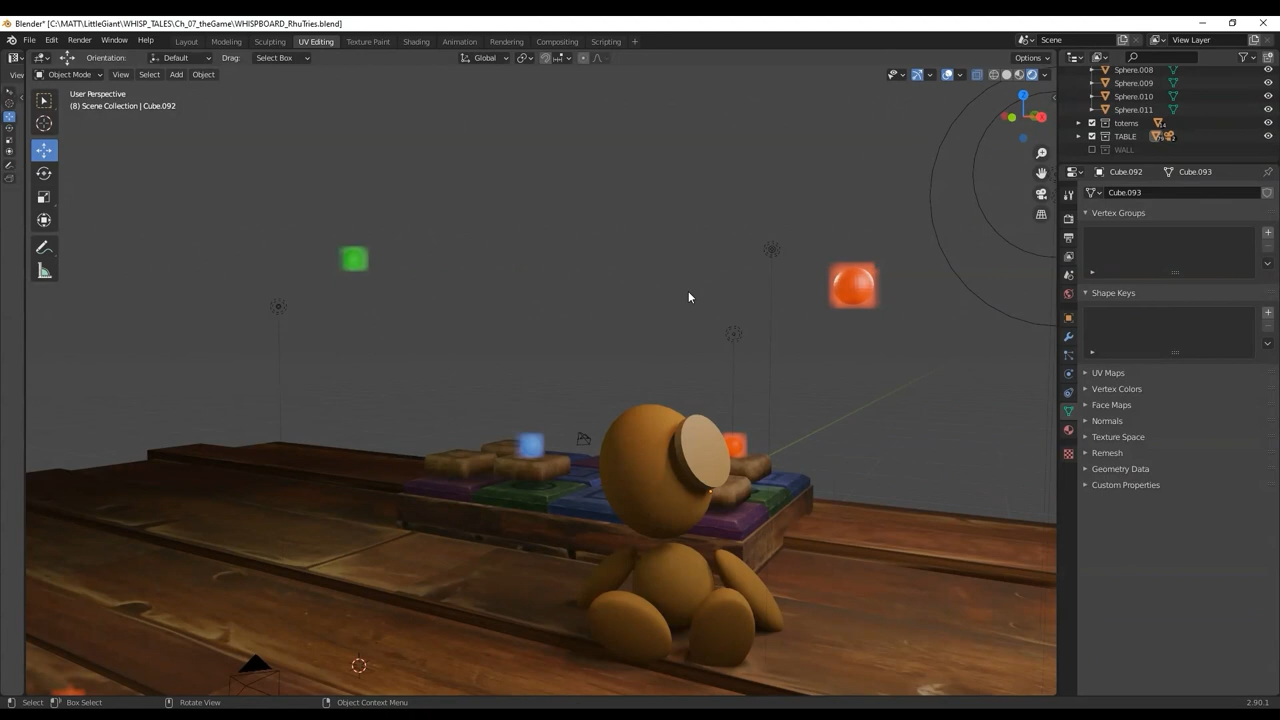 Blender* [C:\MATT\LittleGiant\WHISP_TALES\Ch_07_theGame\WHISPBOARD_RhuTries.blend]
File Edit Render Window Help Layout Modeling Sculpting UV Editing Texture Paint Shading Animation Rendering Compositing Scripting + Scene View Layer
Orientation: Default Drag: Select Box Global Options
View
Object Mode View Select Add Object
User Perspective
(8) Scene Collection | Cube.092
Z
X
Sphere.008
Sphere.009
Sphere.010
Sphere.011
totems
TABLE
WALL
Cube.092 Cube.093
Cube.093
Vertex Groups
Shape Keys
UV Maps
Vertex Colors
Face Maps
Normals
Texture Space
Remesh
Geometry Data
Custom Properties
Select Box Select Rotate View Object Context Menu 2.90.1